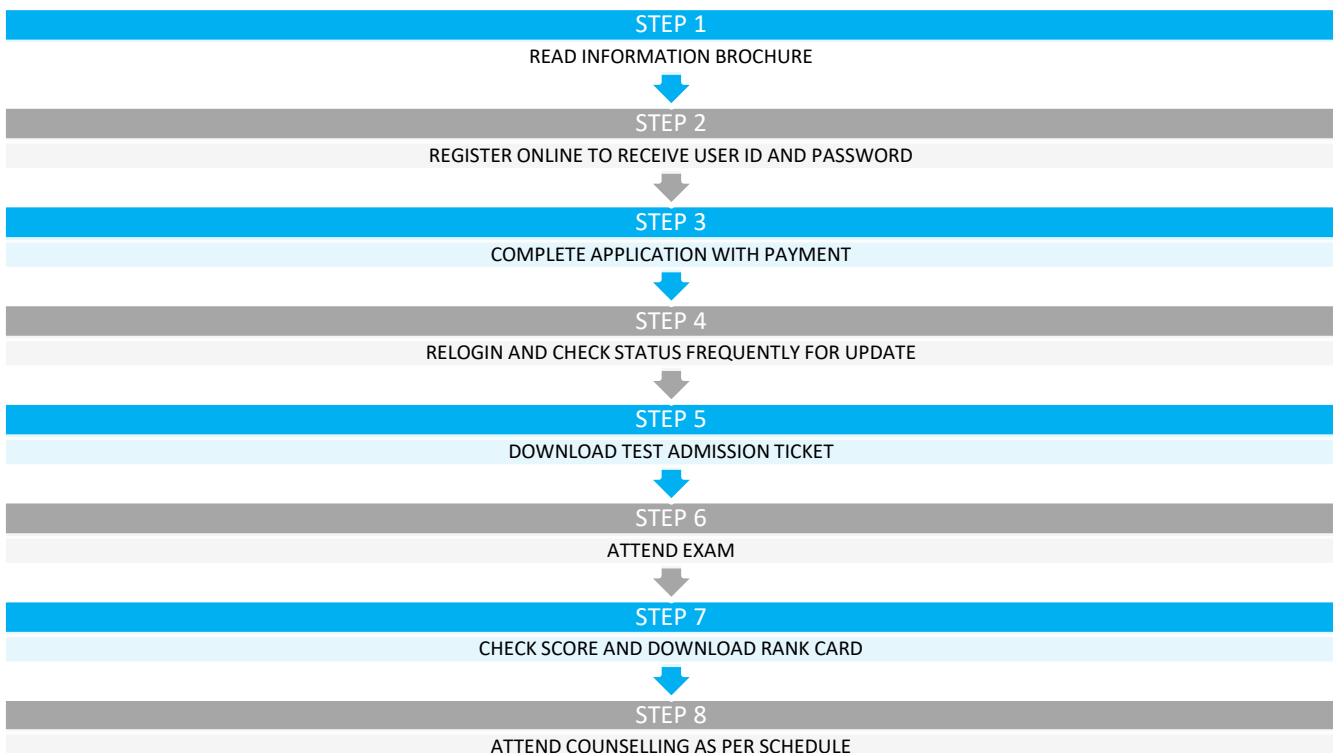 STEP 1
READ INFORMATION BROCHURE
STEP 2
REGISTER ONLINE TO RECEIVE USER ID AND PASSWORD
STEP 3
COMPLETE APPLICATION WITH PAYMENT
STEP 4
RELOGIN AND CHECK STATUS FREQUENTLY FOR UPDATE
STEP 5
DOWNLOAD TEST ADMISSION TICKET
STEP 6
ATTEND EXAM
STEP 7
CHECK SCORE AND DOWNLOAD RANK CARD
STEP 8
ATTEND COUNSELLING AS PER SCHEDULE